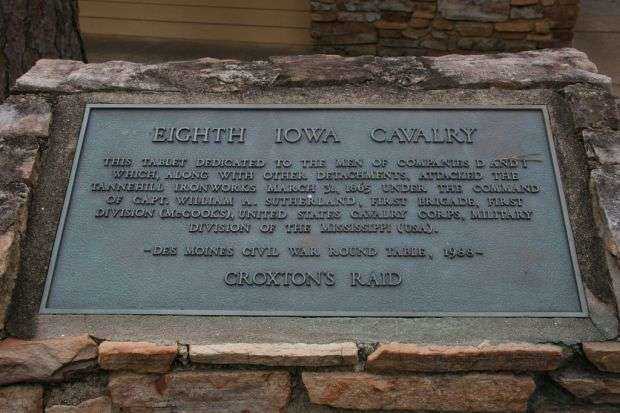 EIGHTH IOWA CAVALRY
THIS TABLET DEDICATED TO THE MEN OF COMPANIES D AND I
WHICH, ALONG WITH OTHER DETACHMENTS, ATTACKED THE
TANNEHILL IRONWORKS MARCH 31, 1865 UNDER THE COMMAND
OF CAPT. WILLIAM A. SUTHERLAND, FIRST BRIGADE, FIRST
DIVISION (McCOOKS), UNITED STATES CAVALRY CORPS, MILITARY
DIVISION OF THE MISSISSIPPI (USA).
-DES MOINES CIVIL WAR ROUND TABLE, 1988-
CROXTON'S RAID